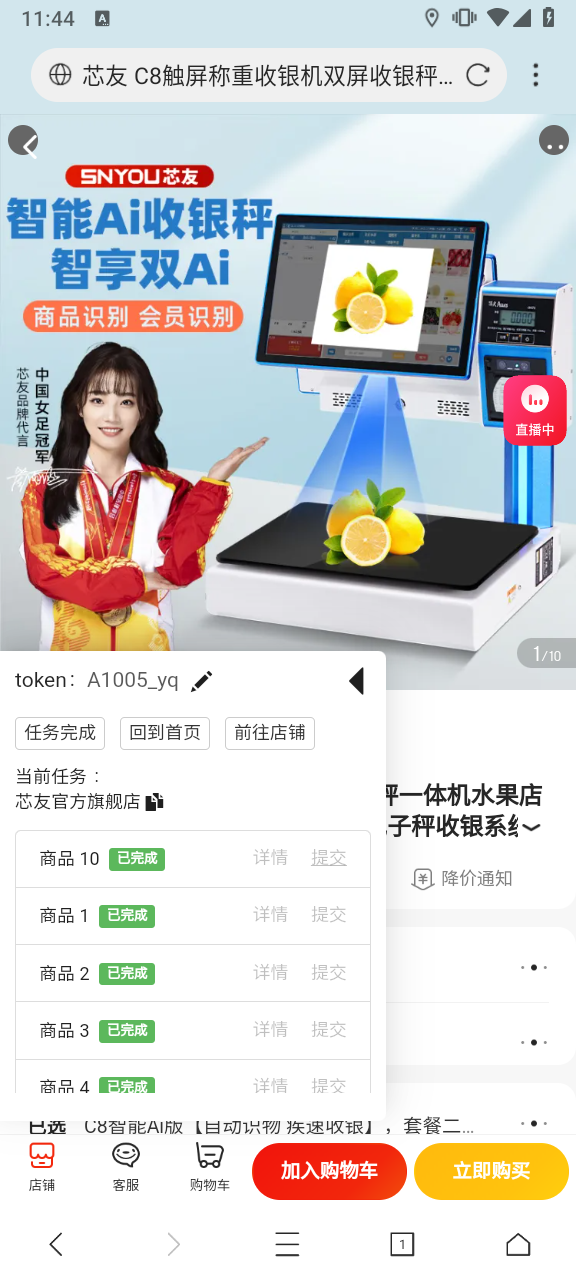 11:44
A
芯友 C8触屏称重收银机双屏收银秤...
SNYOU芯友
智能Ai收银秤
智享双Ai
商品识别 会员识别
中国女足冠军
芯友品牌代言
直播中
1/10
token： A1005_yq
任务完成 回到首页 前往店铺
当前任务：
芯友官方旗舰店
秤一体机水果店
子秤收银系统
降价通知
商品 10 已完成 详情 提交
商品 1 已完成 详情 提交
商品 2 已完成 详情 提交
商品 3 已完成 详情 提交
商品 4 已完成 详情 提交
已选 C8智能Ai版【自动识物 疾速收银】，套餐二...
店铺 客服 购物车 加入购物车 立即购买
1